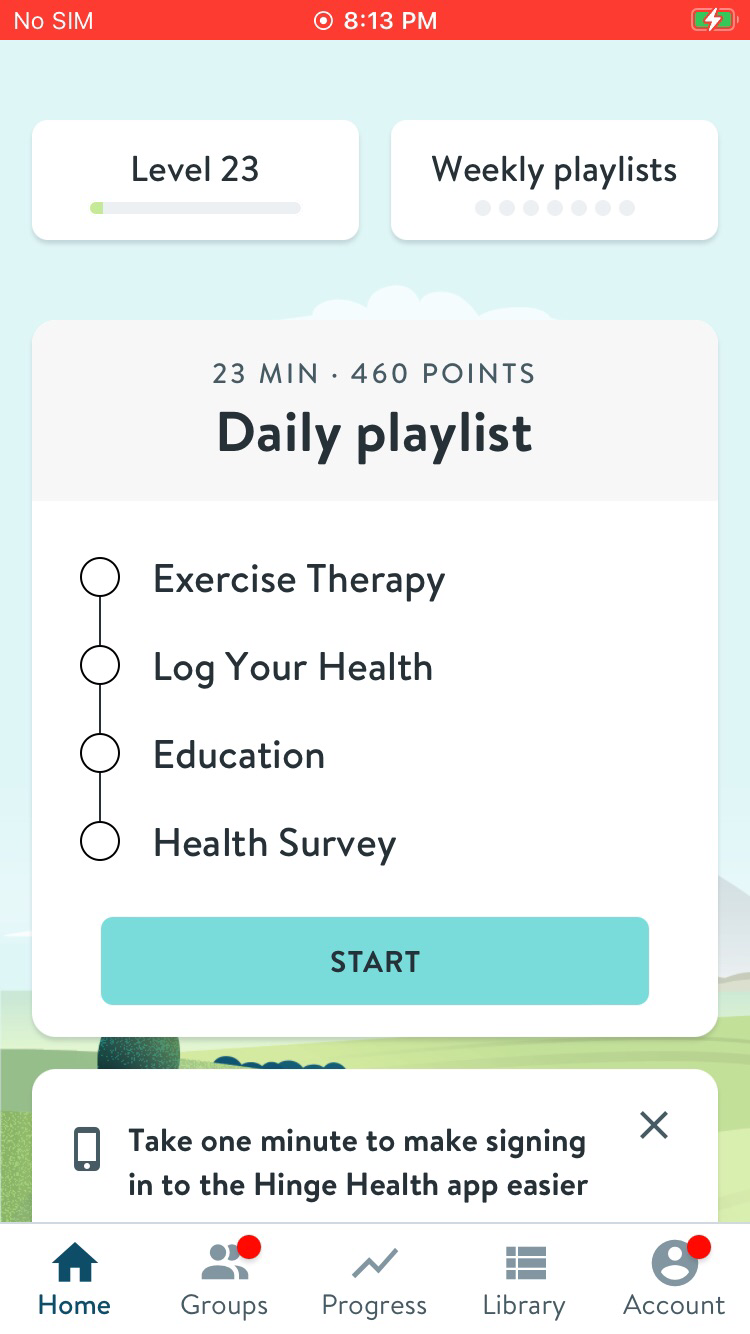 No SIM
8:13 PM
Level 23
Weekly playlists
23 MIN · 460 POINTS
Daily playlist
Exercise Therapy
Log Your Health
Education
Health Survey
START
Take one minute to make signing
in to the Hinge Health app easier
Home
Groups
Progress
Library
Account